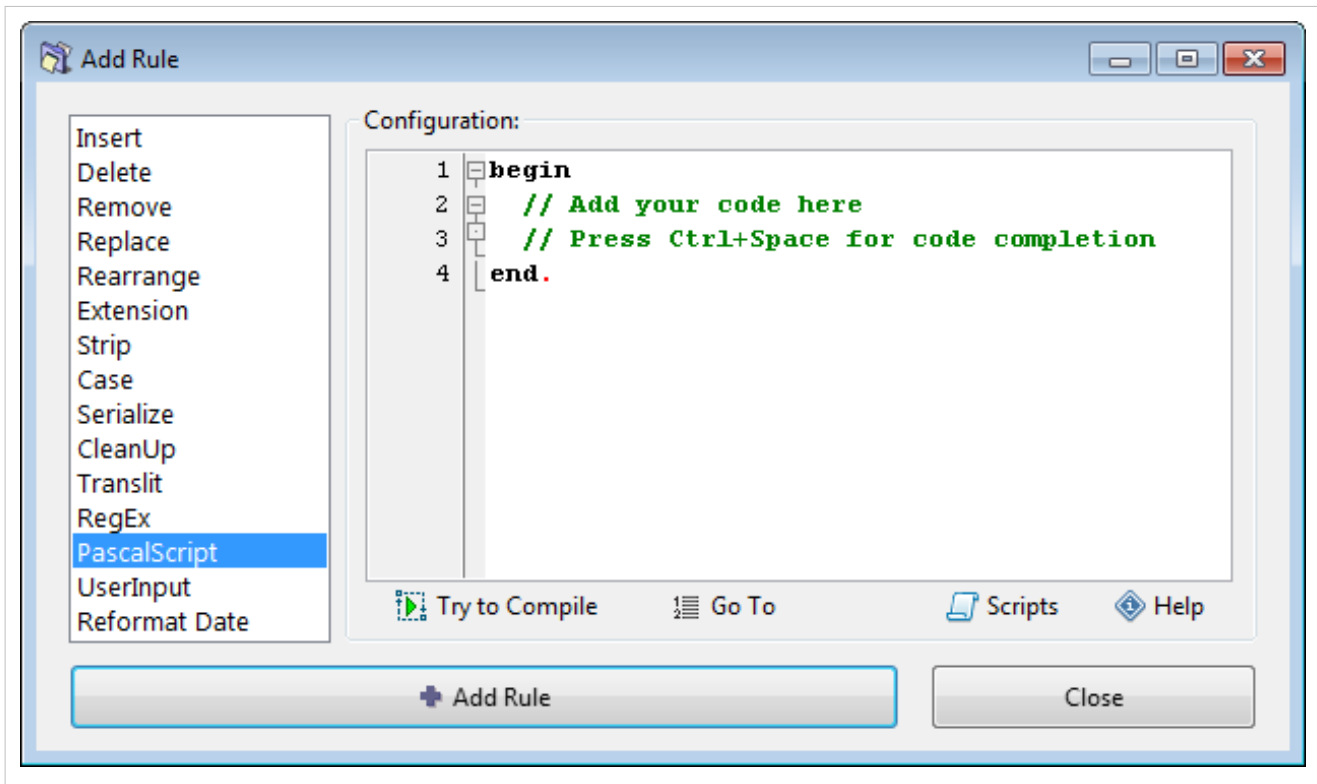 Add Rule
Insert
Delete
Remove
Replace
Rearrange
Extension
Strip
Case
Serialize
CleanUp
Translit
RegEx
PascalScript
UserInput
Reformat Date
Configuration:
1 begin
2 // Add your code here
3 // Press Ctrl+Space for code completion
4 end.
Try to Compile Go To Scripts Help
Add Rule Close